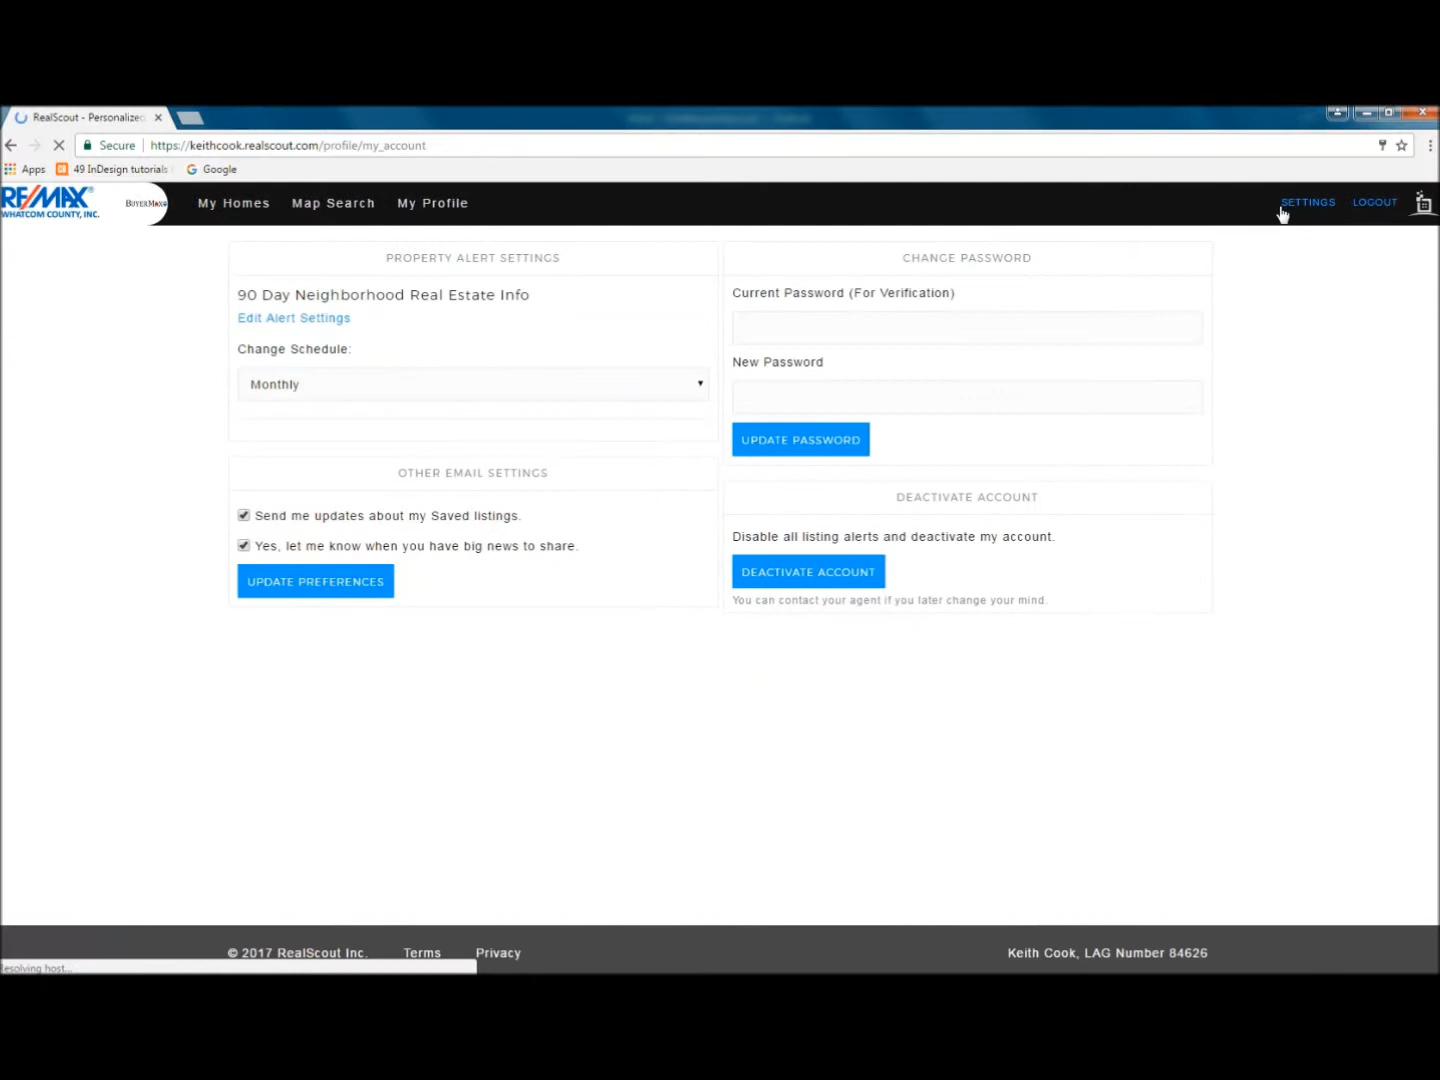 RealScout - Personalized
Secure https://keithcook.realscout.com/profile/my_account
Apps 49 InDesign tutorials Google
RE/MAX
WHATCOM COUNTY, INC.
BUYERMAX
My Homes Map Search My Profile SETTINGS LOGOUT
PROPERTY ALERT SETTINGS
90 Day Neighborhood Real Estate Info
Edit Alert Settings
Change Schedule:
Monthly
OTHER EMAIL SETTINGS
Send me updates about my Saved listings.
Yes, let me know when you have big news to share.
UPDATE PREFERENCES
CHANGE PASSWORD
Current Password (For Verification)
New Password
UPDATE PASSWORD
DEACTIVATE ACCOUNT
Disable all listing alerts and deactivate my account.
DEACTIVATE ACCOUNT
You can contact your agent if you later change your mind.
© 2017 RealScout Inc. Terms Privacy Keith Cook, LAG Number 84626
Resolving host...